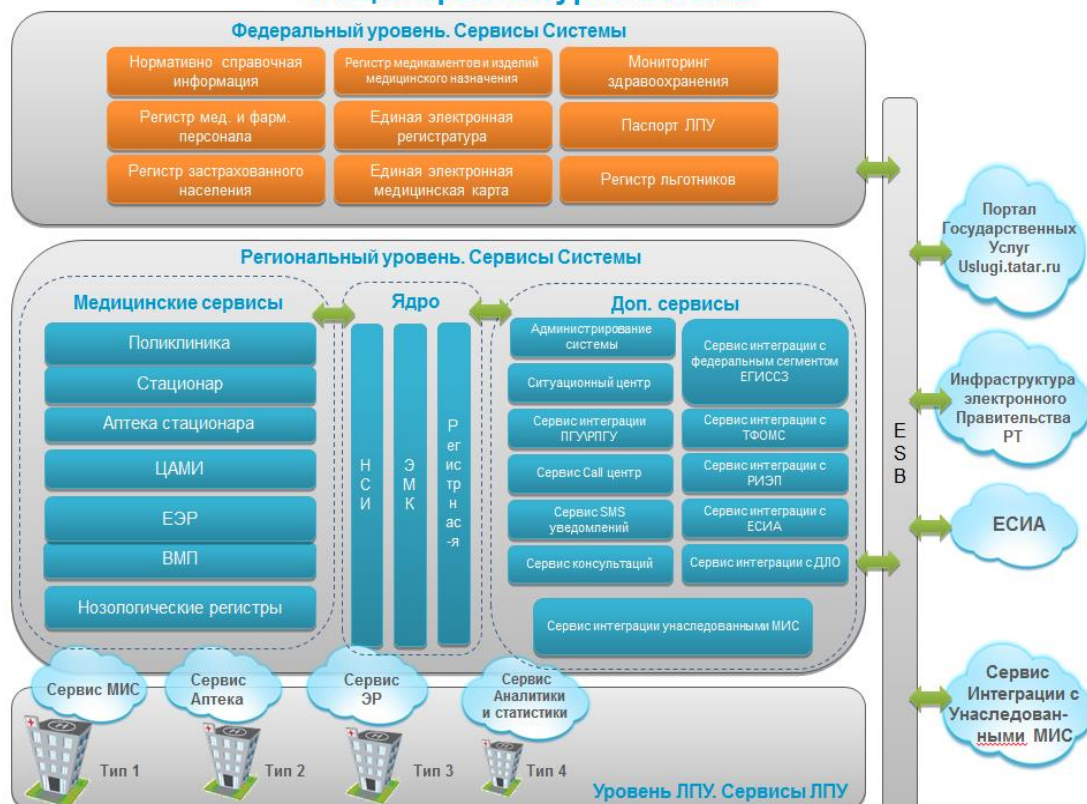 Федеральный уровень. Сервисы Системы
Нормативно справочная
информация
Регистр медикаментов и изделий
медицинского назначения
Мониторинг
здравоохранения
Регистр мед. и фарм.
персонала
Единая электронная
регистратура
Паспорт ЛПУ
Регистр застрахованного
населения
Единая электронная
медицинская карта
Регистр льготников
Региональный уровень. Сервисы Системы
Медицинские сервисы
Поликлиника
Стационар
Аптека стационара
ЦАМИ
ЕЭР
ВМП
Нозологические регистры
Ядро
Н
С
И
Э
М
К
Р
ег
ис
тр
н
ас-
-я
Доп. сервисы
Администрирование
системы
Сервис интеграции с
федеральным сегментом
ЕГИССЗ
Ситуационный центр
Сервис интеграции
ПГУ\РПГУ
Сервис интеграции с
ТФОМС
Сервис Call центр
Сервис интеграции с
РИЭП
Сервис SMS
уведомлений
Сервис интеграции с
ЕСИА
Сервис консультаций
Сервис интеграции с ДЛО
Сервис интеграции унаследованными МИС
E
S
B
Портал
Государственных
Услуг
Uslugi.tatar.ru
Инфраструктура
электронного
Правительства
РТ
ЕСИА
Сервис
Интеграции с
Унаследован-
ными МИС
Сервис МИС
Сервис
Аптека
Сервис
ЭР
Сервис
Аналитики
и статистики
Тип 1
Тип 2
Тип 3
Тип 4
Уровень ЛПУ. Сервисы ЛПУ